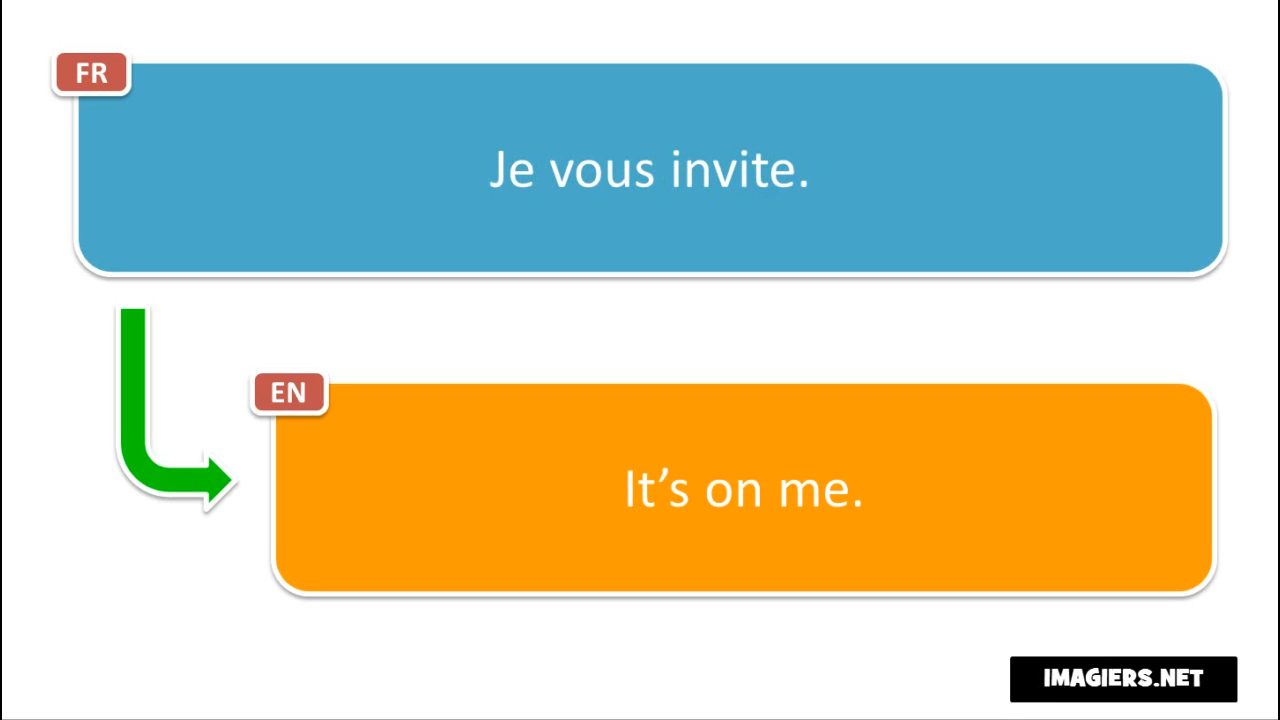 FR
Je vous invite.
EN
It’s on me.
IMAGIERS.NET